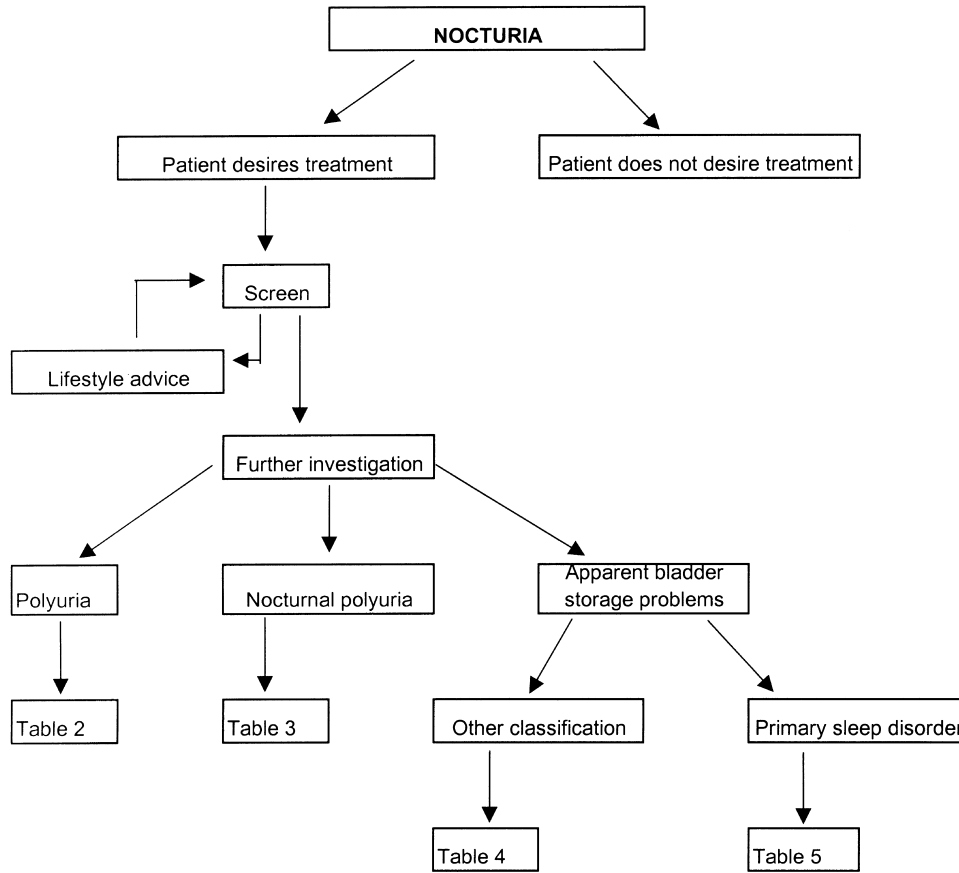 NOCTURIA
Patient desires treatment
Patient does not desire treatment
Screen
Lifestyle advice
Further investigation
Polyuria
Nocturnal polyuria
Apparent bladder
storage problems
Table 2
Table 3
Other classification
Primary sleep disorder
Table 4
Table 5